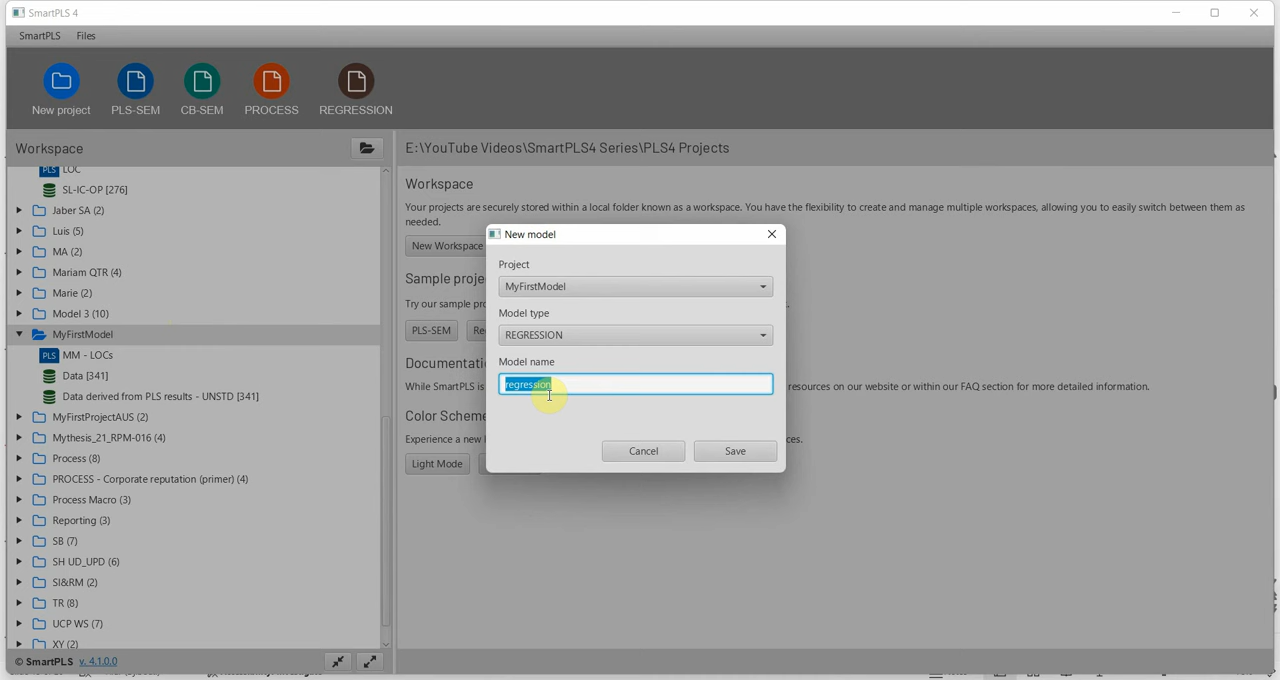 SmartPLS 4
SmartPLS Files
New project PLS-SEM CB-SEM PROCESS REGRESSION
Workspace
E:\YouTube Videos\SmartPLS4 Series\PLS4 Projects
PLS LOC
SL-IC-OP [276]
Jaber SA (2)
Luis (5)
MA (2)
Mariam QTR (4)
Marie (2)
Model 3 (10)
MyFirstModel
PLS MM - LOCs
Data [341]
Data derived from PLS results - UNSTD [341]
MyFirstProjectAUS (2)
Mythesis_21_RPM-016 (4)
Process (8)
PROCESS - Corporate reputation (primer) (4)
Process Macro (3)
Reporting (3)
SB (7)
SH UD_UPD (6)
SI&RM (2)
TR (8)
UCP WS (7)
XY (2)
© SmartPLS v. 4.1.0.0
Workspace
Your projects are securely stored within a local folder known as a workspace. You have the flexibility to create and manage multiple workspaces, allowing you to easily switch between them as
needed.
New Workspace
Sample proje
Try our sample pro
PLS-SEM Re
Documentati
While SmartPLS is resources on our website or within our FAQ section for more detailed information.
Color Scheme
Experience a new l ces.
Light Mode
New model
Project
MyFirstModel
Model type
REGRESSION
Model name
regression
Cancel Save